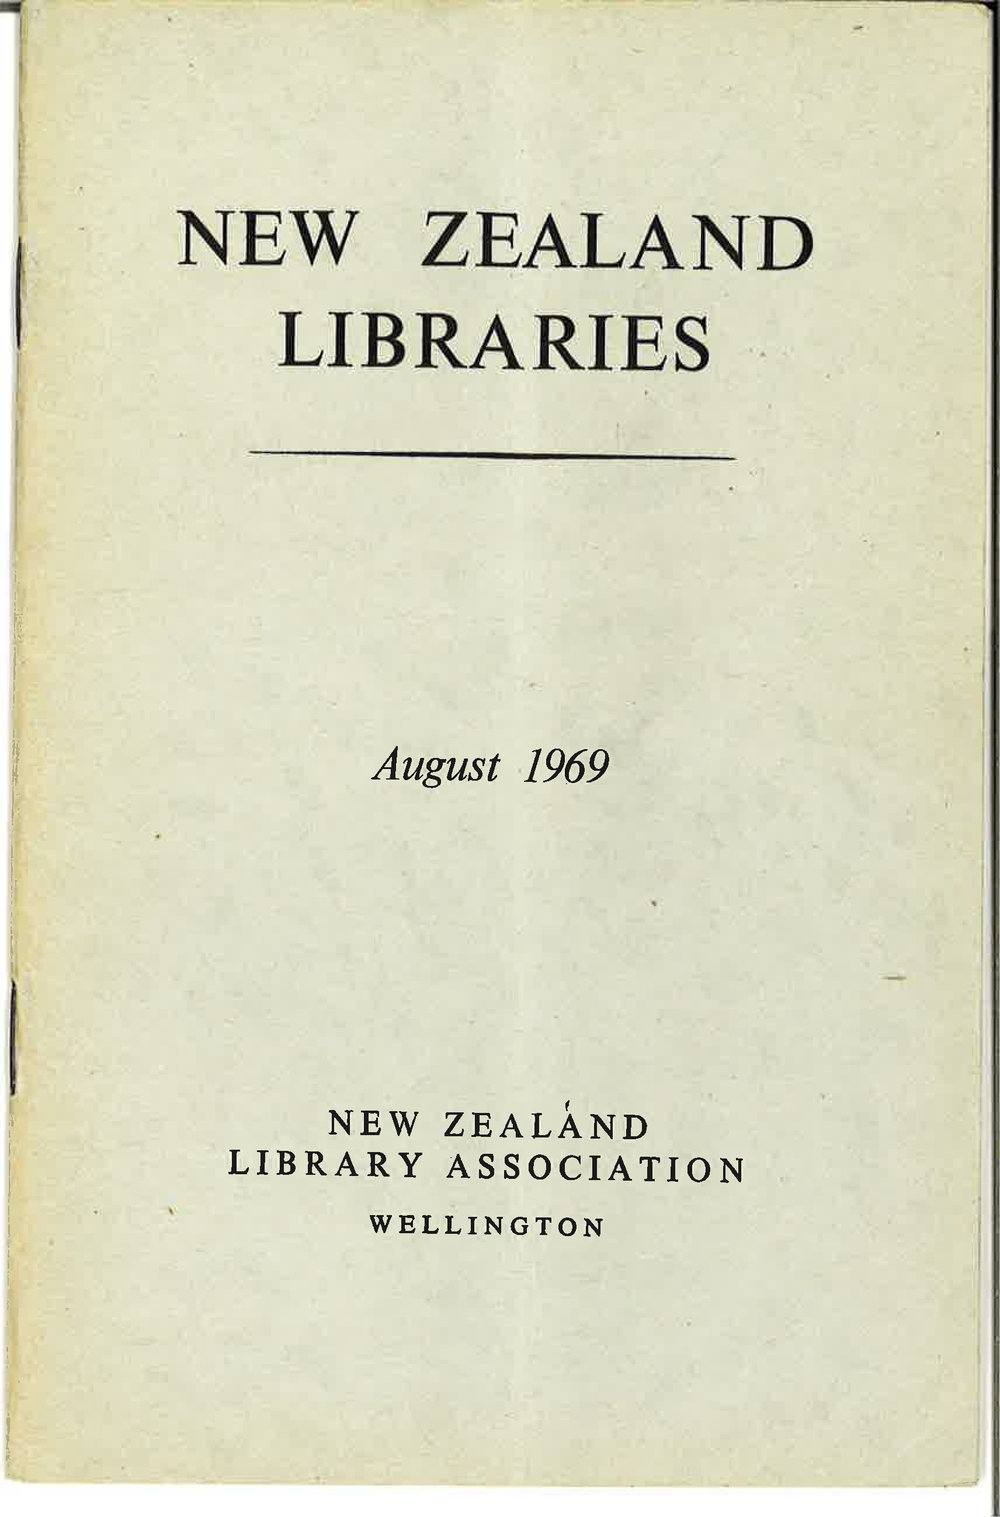 NEW ZEALAND
LIBRARIES
August 1969
NEW ZEALAND
LIBRARY ASSOCIATION
WELLINGTON